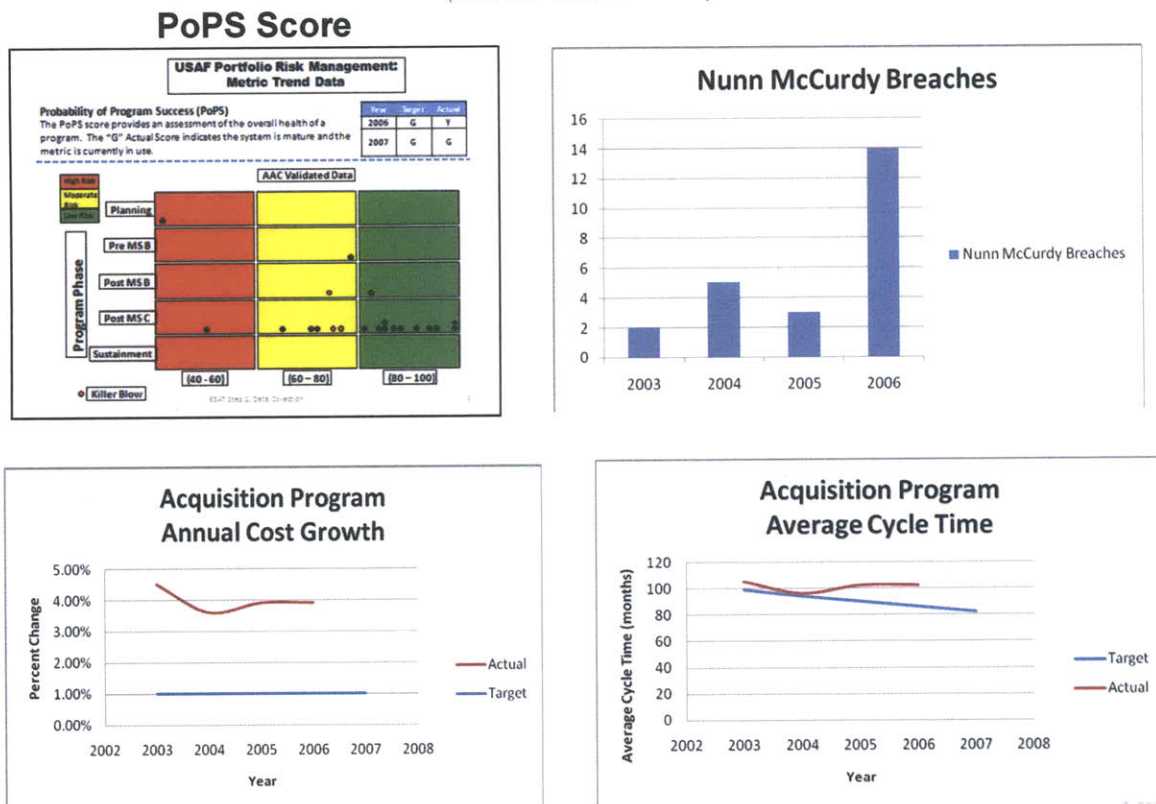 PoPS Score
USAF Portfolio Risk Management:
Metric Trend Data
Probability of Program Success (PoPS)
The PoPS score provides an assessment of the overall health of a
program. The "G" Actual Score indicates the system is mature and the
metric is currently in use.
Year Target Actual
2006 G Y
2007 G G
AAC Validated Data
High Risk
Moderate
Risk
Low Risk
Program Phase
Planning
Pre MSB
Post MSB
Post MSC
Sustainment
(40 - 60] (60 – 80] (80 – 100]
Killer Blow
Nunn McCurdy Breaches
16
14
12
10
8
6
4
2
0
2003 2004 2005 2006
Nunn McCurdy Breaches
Acquisition Program
Annual Cost Growth
Percent Change
5.00%
4.00%
3.00%
2.00%
1.00%
0.00%
2002 2003 2004 2005 2006 2007 2008
Year
Actual
Target
Acquisition Program
Average Cycle Time
Average Cycle Time (months)
120
100
80
60
40
20
0
2002 2003 2004 2005 2006 2007 2008
Year
Target
Actual